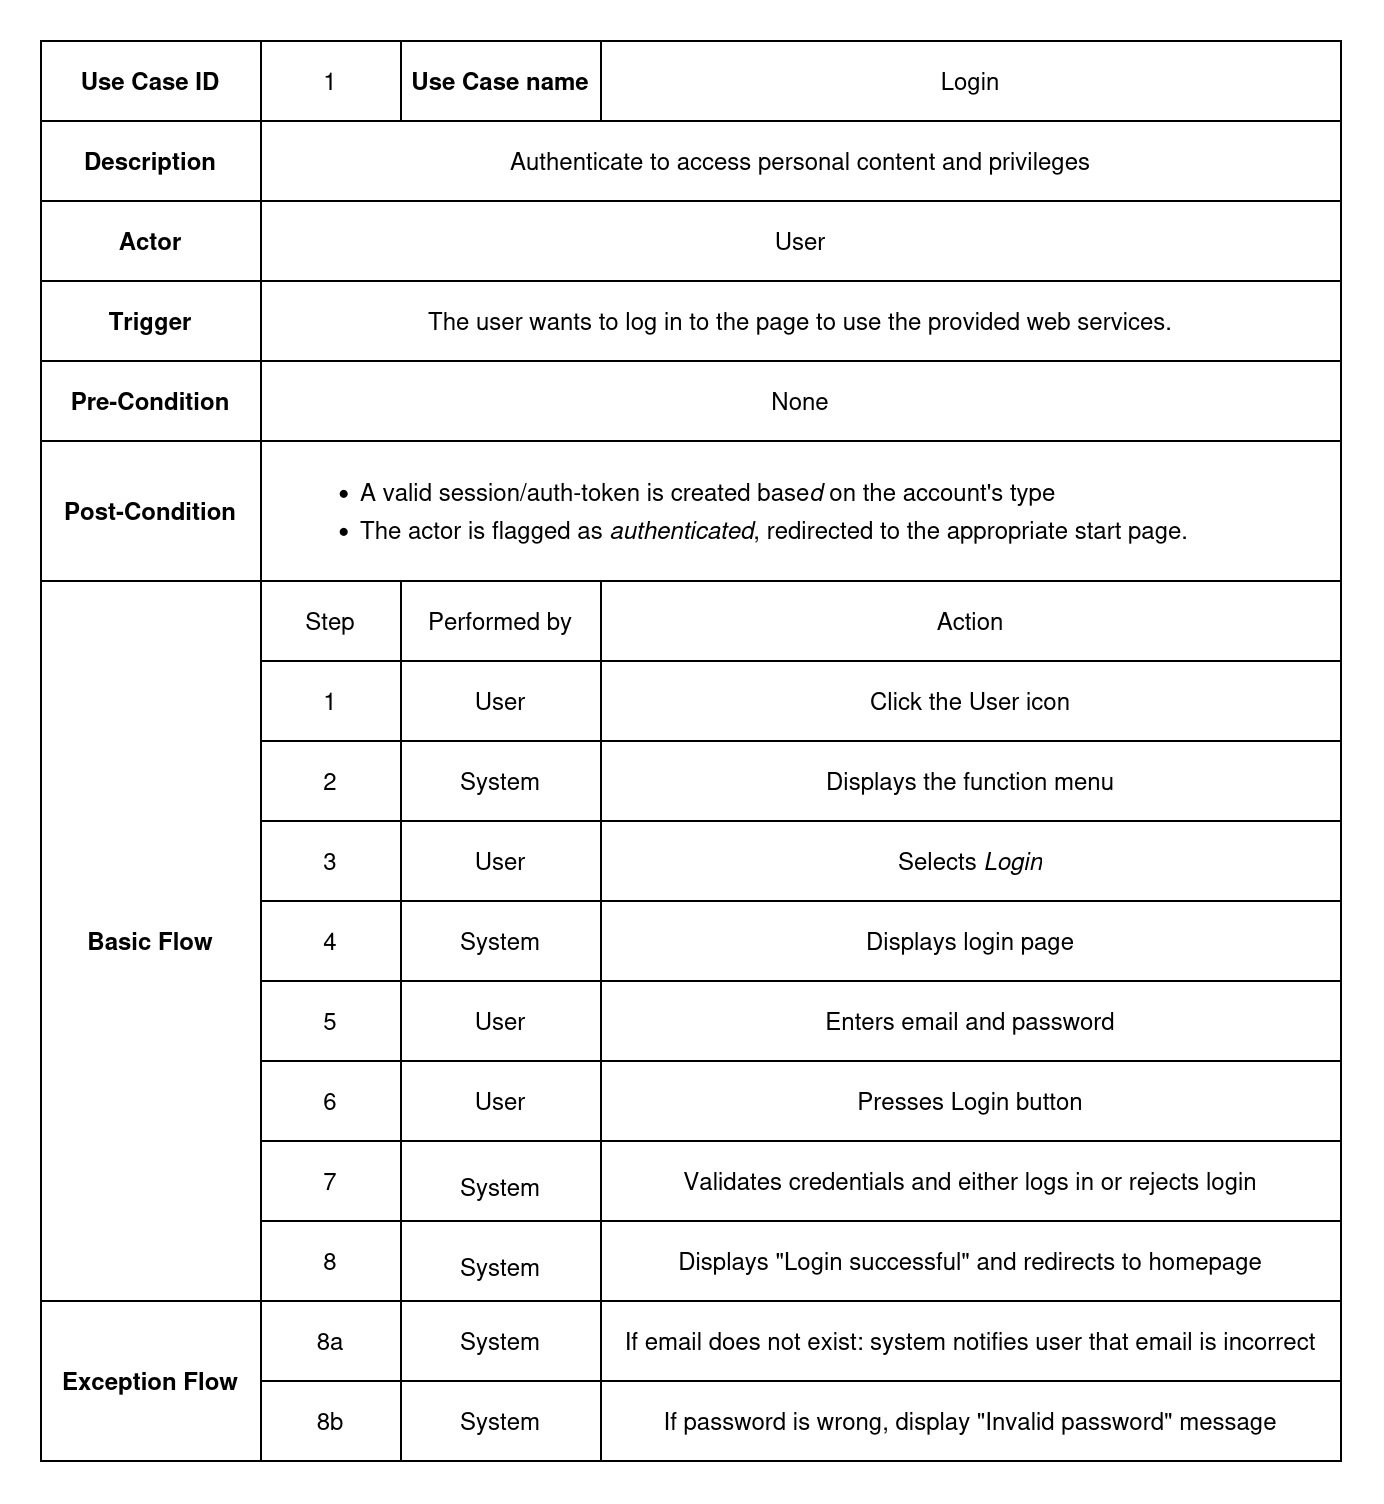 Use Case ID 1 Use Case name Login
Description Authenticate to access personal content and privileges
Actor User
Trigger The user wants to log in to the page to use the provided web services.
Pre-Condition None
Post-Condition
• A valid session/auth-token is created based on the account's type
• The actor is flagged as authenticated, redirected to the appropriate start page.
Basic Flow
Step Performed by Action
1 User Click the User icon
2 System Displays the function menu
3 User Selects Login
4 System Displays login page
5 User Enters email and password
6 User Presses Login button
7 System Validates credentials and either logs in or rejects login
8 System Displays "Login successful" and redirects to homepage
Exception Flow
8a System If email does not exist: system notifies user that email is incorrect
8b System If password is wrong, display "Invalid password" message